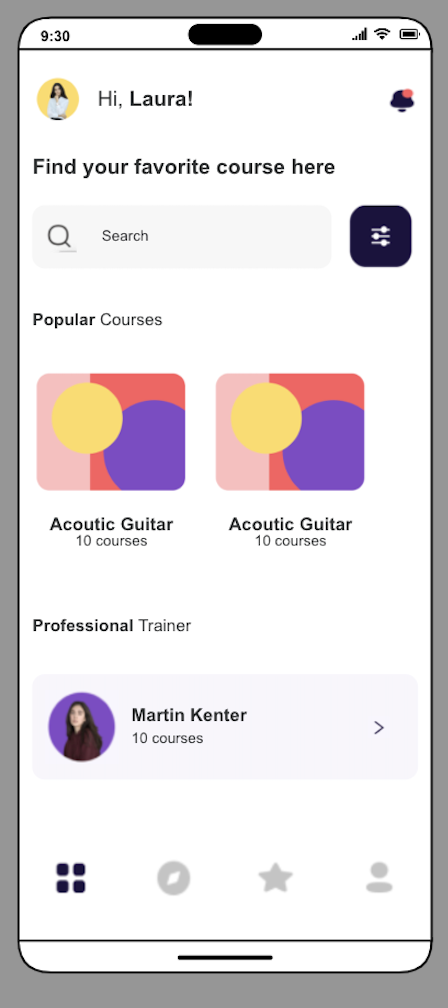 9:30
Hi, Laura!
Find your favorite course here
Search
Popular Courses
Acoutic Guitar
10 courses
Acoutic Guitar
10 courses
Professional Trainer
Martin Kenter
10 courses